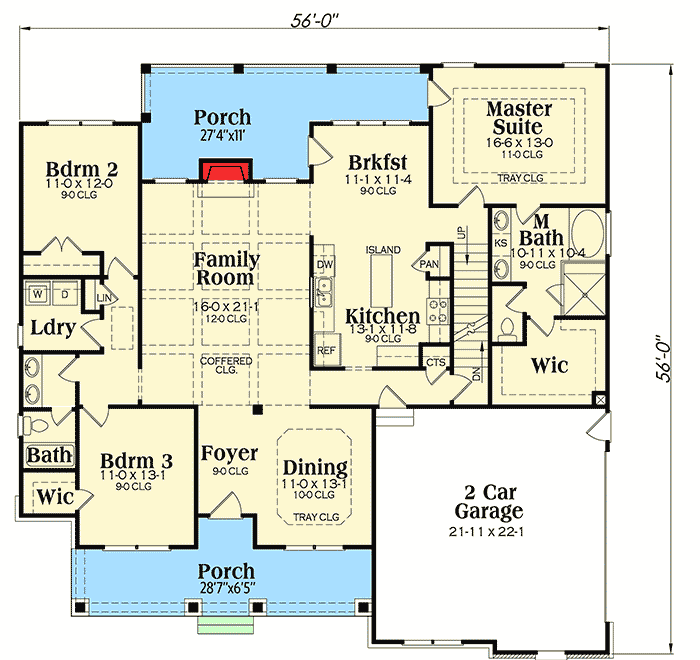 56'-0"
Porch
27'4"x11'
Master
Suite
16-6 x 13-0
11-0 CLG
TRAY CLG
Bdrm 2
11-0 x 12-0
9-0 CLG
Brkfst
11-1 x 11-4
9-0 CLG
UP
M
Bath
10-11 x 10-4
9-0 CLG
KS
Family
Room
16-0 x 21-1
12-0 CLG
COFFERED
CLG.
ISLAND
PAN
DW
Kitchen
13-1 x 11-8
9-0 CLG
REF
CTS
DN
W
D
LIN
Ldry
Wic
56'-0"
Bath
Wic
Bdrm 3
11-0 x 13-1
9-0 CLG
Foyer
9-0 CLG
Dining
11-0 x 13-1
10-0 CLG
TRAY CLG
2 Car
Garage
21-11 x 22-1
Porch
28'7"x6'5"